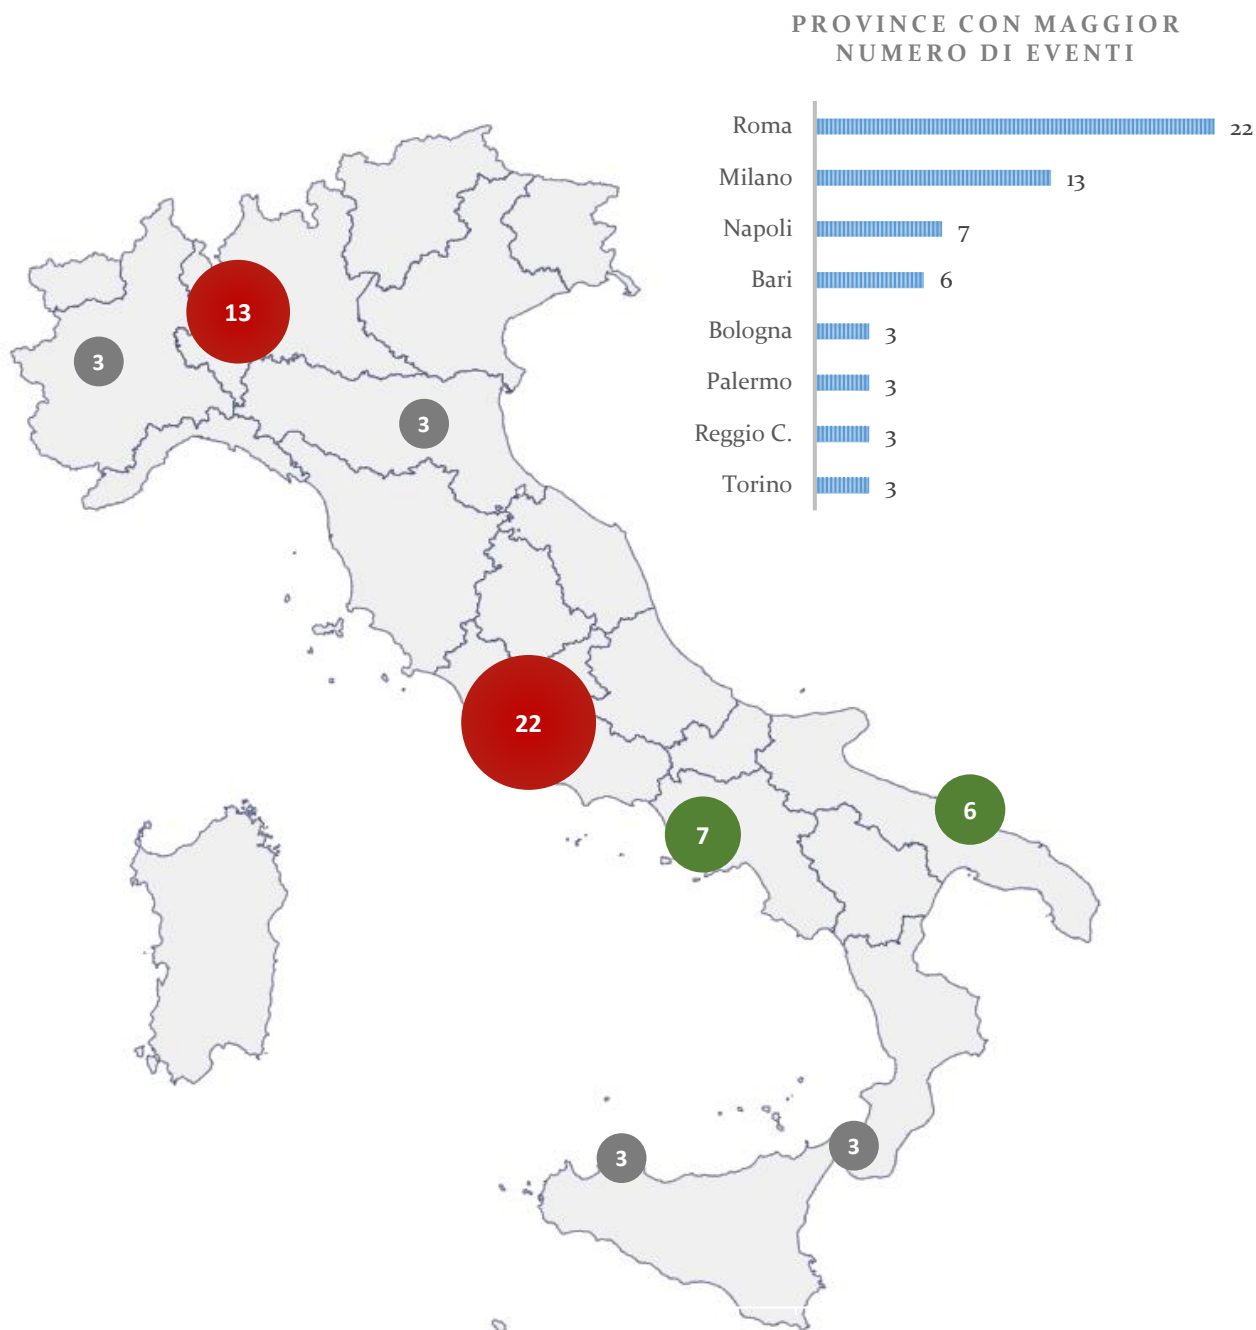 PROVINCE CON MAGGIOR
NUMERO DI EVENTI
Roma 22
Milano 13
Napoli 7
Bari 6
Bologna 3
Palermo 3
Reggio C. 3
Torino 3
13
3
3
22
6
7
3
3